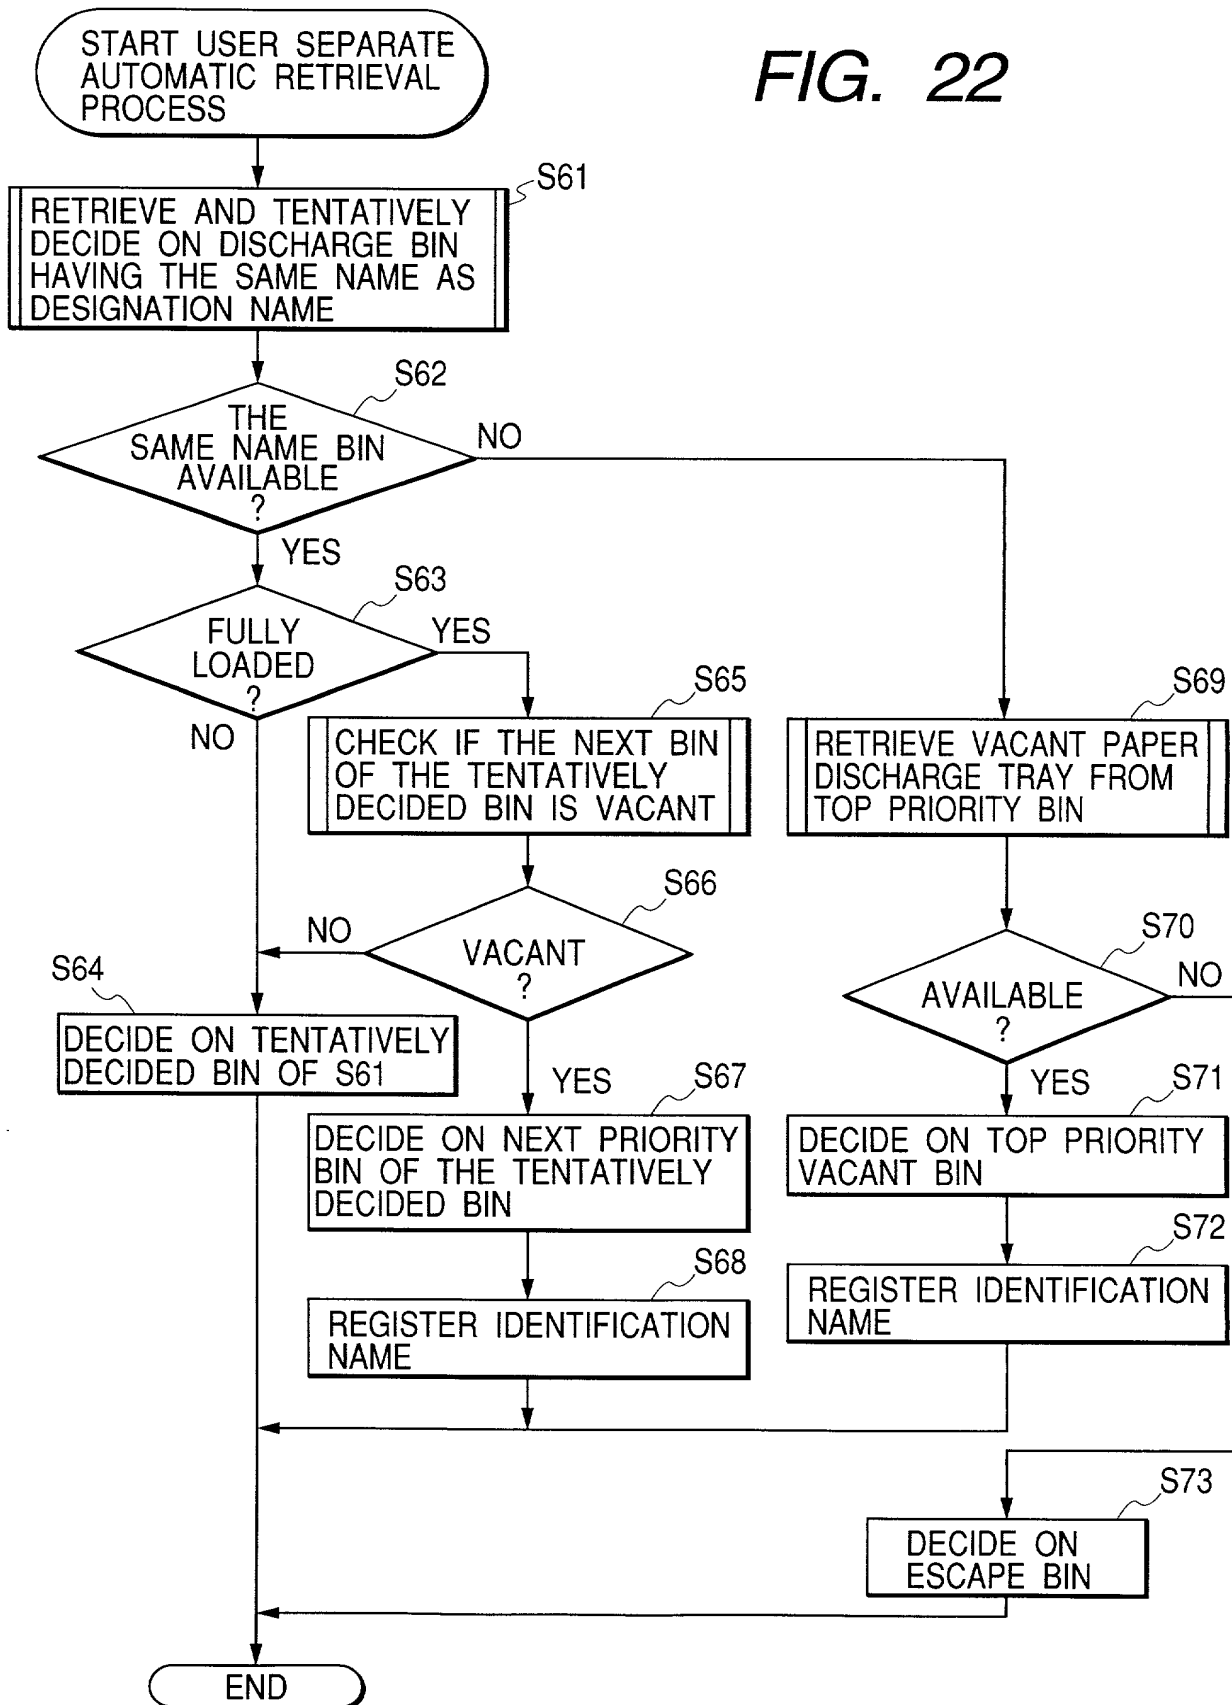 START USER SEPARATE
AUTOMATIC RETRIEVAL
PROCESS
FIG. 22
S61
RETRIEVE AND TENTATIVELY
DECIDE ON DISCHARGE BIN
HAVING THE SAME NAME AS
DESIGNATION NAME
S62
THE
SAME NAME BIN
AVAILABLE
?
NO
YES
S63
FULLY
LOADED
?
YES
NO
S65
CHECK IF THE NEXT BIN
OF THE TENTATIVELY
DECIDED BIN IS VACANT
S69
RETRIEVE VACANT PAPER
DISCHARGE TRAY FROM
TOP PRIORITY BIN
S66
VACANT
?
NO
YES
S70
AVAILABLE
?
NO
YES
S64
DECIDE ON TENTATIVELY
DECIDED BIN OF S61
S67
DECIDE ON NEXT PRIORITY
BIN OF THE TENTATIVELY
DECIDED BIN
S71
DECIDE ON TOP PRIORITY
VACANT BIN
S68
REGISTER IDENTIFICATION
NAME
S72
REGISTER IDENTIFICATION
NAME
S73
DECIDE ON
ESCAPE BIN
END